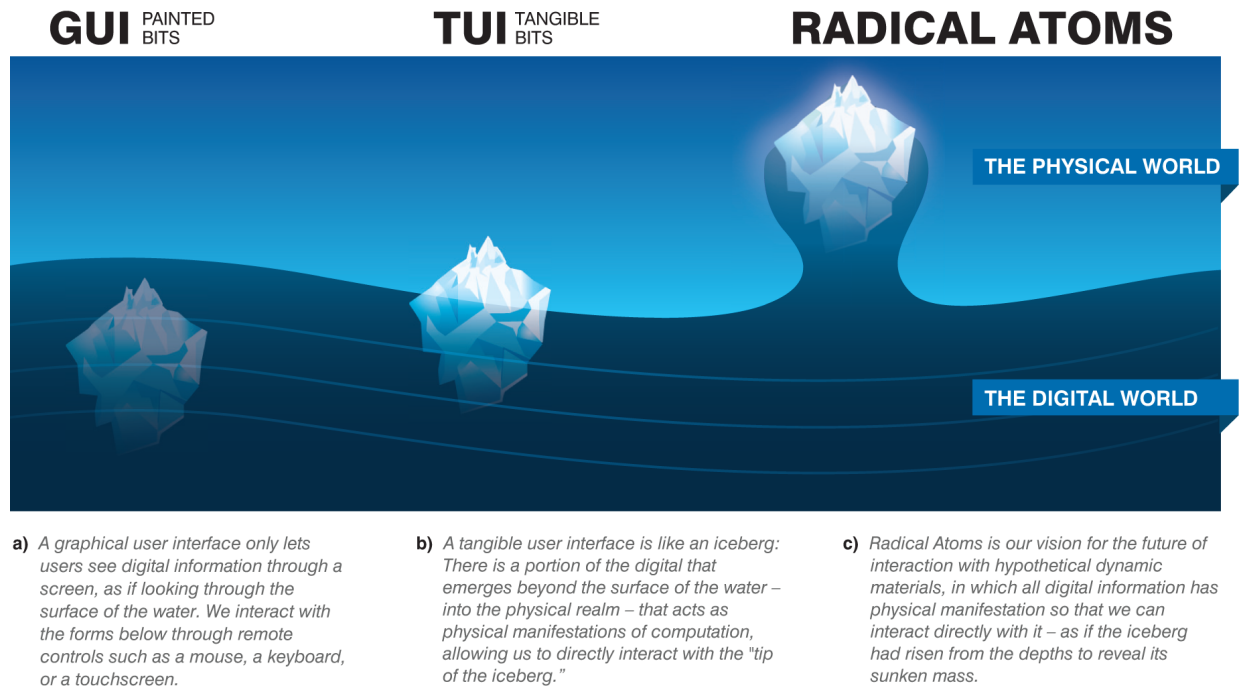 GUI PAINTED BITS
TUI TANGIBLE BITS
RADICAL ATOMS
THE PHYSICAL WORLD
THE DIGITAL WORLD
a) A graphical user interface only lets
users see digital information through a
screen, as if looking through the
surface of the water. We interact with
the forms below through remote
controls such as a mouse, a keyboard,
or a touchscreen.
b) A tangible user interface is like an iceberg:
There is a portion of the digital that
emerges beyond the surface of the water –
into the physical realm – that acts as
physical manifestations of computation,
allowing us to directly interact with the "tip
of the iceberg.”
c) Radical Atoms is our vision for the future of
interaction with hypothetical dynamic
materials, in which all digital information has
physical manifestation so that we can
interact directly with it – as if the iceberg
had risen from the depths to reveal its
sunken mass.